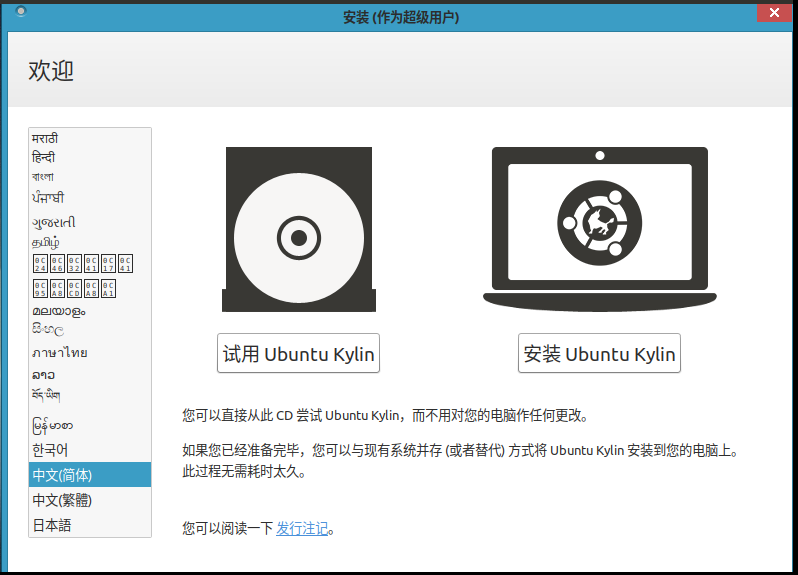 安装 (作为超级用户)
欢迎
मराठी
हिन्दी
বাংলা
ਪੰਜਾਬੀ
ગુજરાતી
தமிழ்
മലയാളം
සිංහල
ภาษาไทย
ລາວ
བོད་ཡིག
မြန်မာစာ
한국어
中文(简体)
中文(繁體)
日本語
试用 Ubuntu Kylin
安装 Ubuntu Kylin
您可以直接从此 CD 尝试 Ubuntu Kylin，而不用对您的电脑作任何更改。
如果您已经准备完毕，您可以与现有系统并存 (或者替代) 方式将 Ubuntu Kylin 安装到您的电脑上。
此过程无需耗时太久。
您可以阅读一下 发行注记。